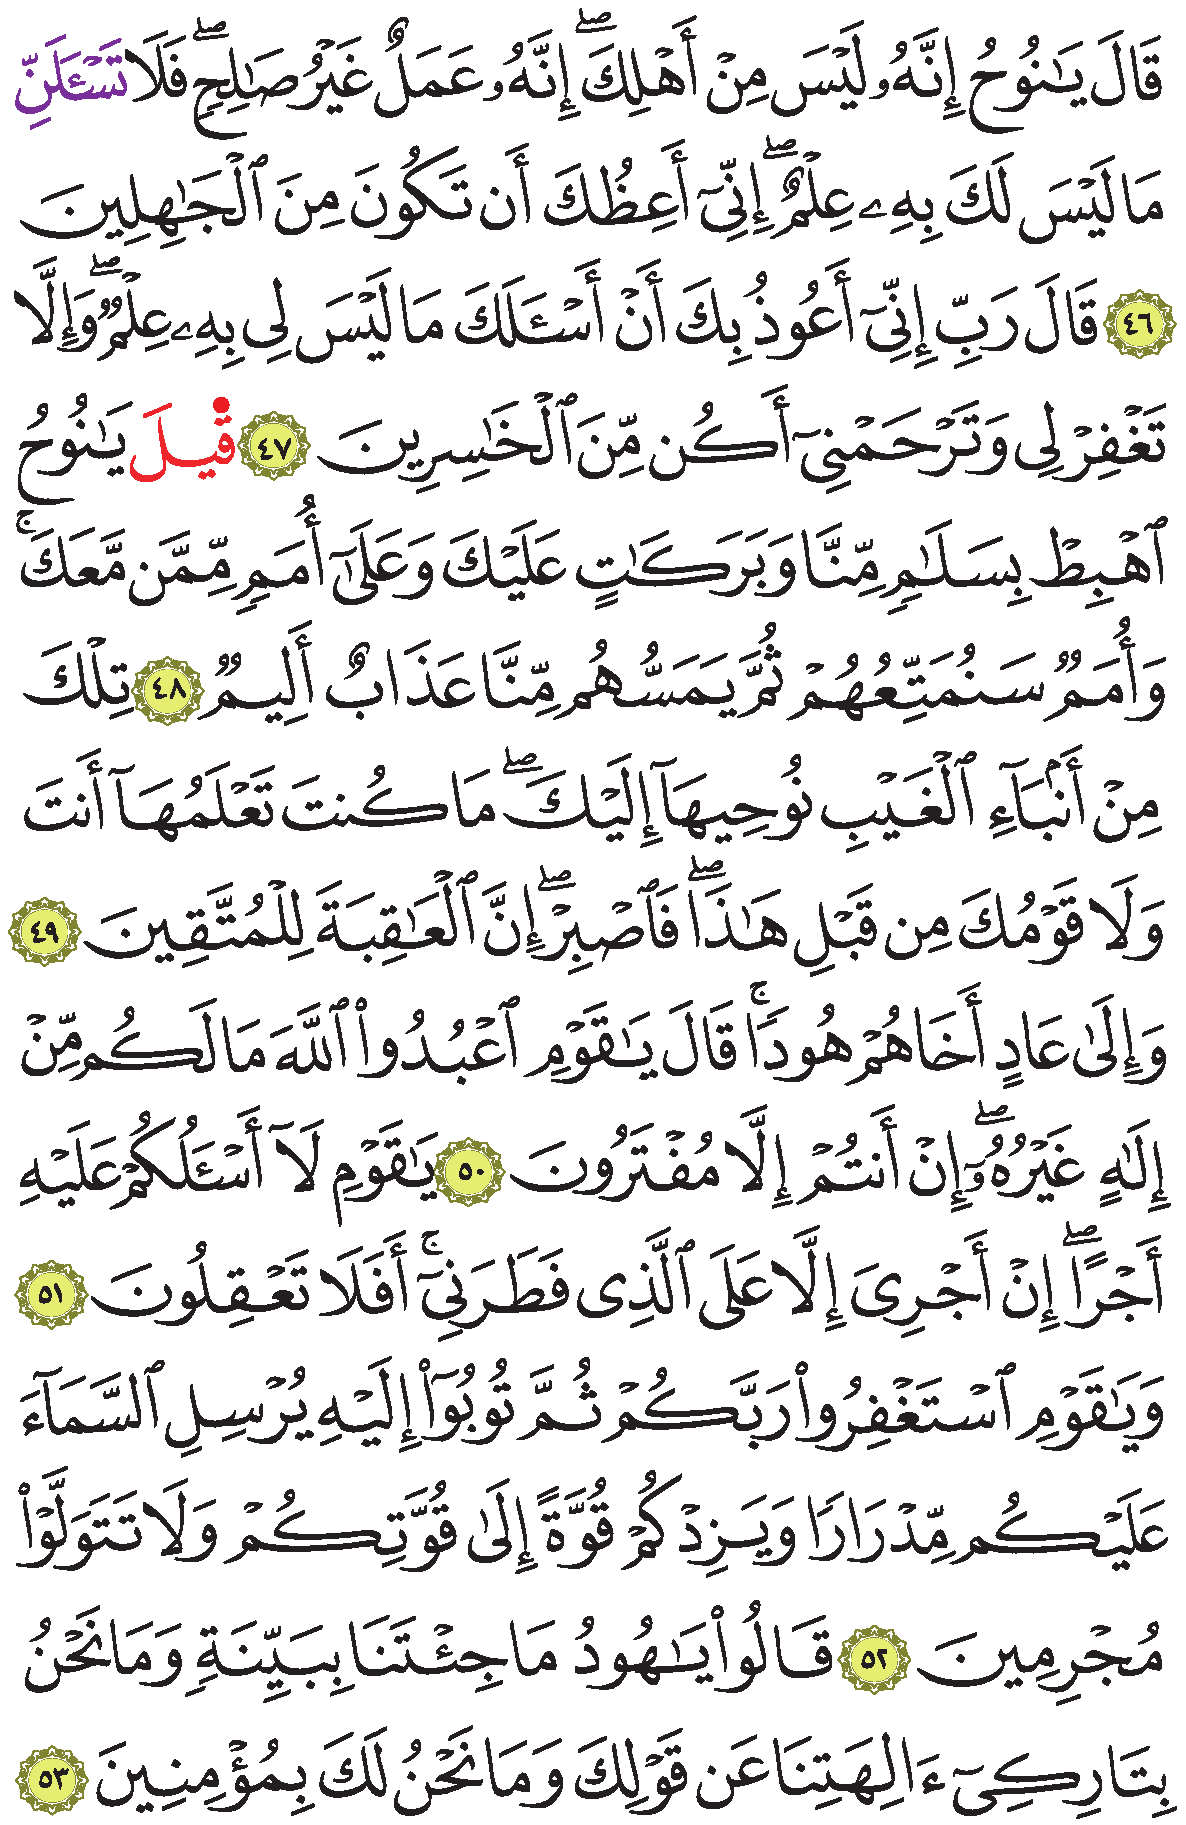 قَالَ يَٰنُوحُ إِنَّهُۥ لَيْسَ مِنْ أَهْلِكَۖ إِنَّهُۥ عَمَلٌ غَيْرُ صَٰلِحٖۖ فَلَا تَسْـَٔلَنِّ
مَا لَيْسَ لَكَ بِهِۦ عِلْمٌۖ إِنِّيٓ أَعِظُكَ أَن تَكُونَ مِنَ ٱلْجَٰهِلِينَ
٤٦ قَالَ رَبِّ إِنِّيٓ أَعُوذُ بِكَ أَنْ أَسْـَٔلَكَ مَا لَيْسَ لِي بِهِۦ عِلْمٞۖ وَإِلَّا
تَغْفِرْ لِي وَتَرْحَمْنِيٓ أَكُن مِّنَ ٱلْخَٰسِرِينَ ٤٧ قِيلَ يَٰنُوحُ
ٱهْبِطْ بِسَلَٰمٖ مِّنَّا وَبَرَكَٰتٍ عَلَيْكَ وَعَلَىٰٓ أُمَمٖ مِّمَّن مَّعَكَۚ
وَأُمَمٞ سَنُمَتِّعُهُمْ ثُمَّ يَمَسُّهُم مِّنَّا عَذَابٌ أَلِيمٞ ٤٨ تِلْكَ
مِنْ أَنۢبَآءِ ٱلْغَيْبِ نُوحِيهَآ إِلَيْكَۖ مَا كُنتَ تَعْلَمُهَآ أَنتَ
وَلَا قَوْمُكَ مِن قَبْلِ هَٰذَاۖ فَٱصْبِرْۖ إِنَّ ٱلْعَٰقِبَةَ لِلْمُتَّقِينَ ٤٩
وَإِلَىٰ عَادٍ أَخَاهُمْ هُودٗاۚ قَالَ يَٰقَوْمِ ٱعْبُدُوا۟ ٱللَّهَ مَا لَكُم مِّنْ
إِلَٰهٍ غَيْرُهُۥٓۖ إِنْ أَنتُمْ إِلَّا مُفْتَرُونَ ٥٠ يَٰقَوْمِ لَآ أَسْـَٔلُكُمْ عَلَيْهِ
أَجْرًاۖ إِنْ أَجْرِيَ إِلَّا عَلَى ٱلَّذِي فَطَرَنِيٓۚ أَفَلَا تَعْقِلُونَ ٥١
وَيَٰقَوْمِ ٱسْتَغْفِرُوا۟ رَبَّكُمْ ثُمَّ تُوبُوٓا۟ إِلَيْهِ يُرْسِلِ ٱلسَّمَآءَ
عَلَيْكُم مِّدْرَارٗا وَيَزِدْكُمْ قُوَّةً إِلَىٰ قُوَّتِكُمْ وَلَا تَتَوَلَّوْا۟
مُجْرِمِينَ ٥٢ قَالُوا۟ يَٰهُودُ مَا جِئْتَنَا بِبَيِّنَةٖ وَمَا نَحْنُ
بِتَارِكِيٓ ءَالِهَتِنَا عَن قَوْلِكَ وَمَا نَحْنُ لَكَ بِمُؤْمِنِينَ ٥٣